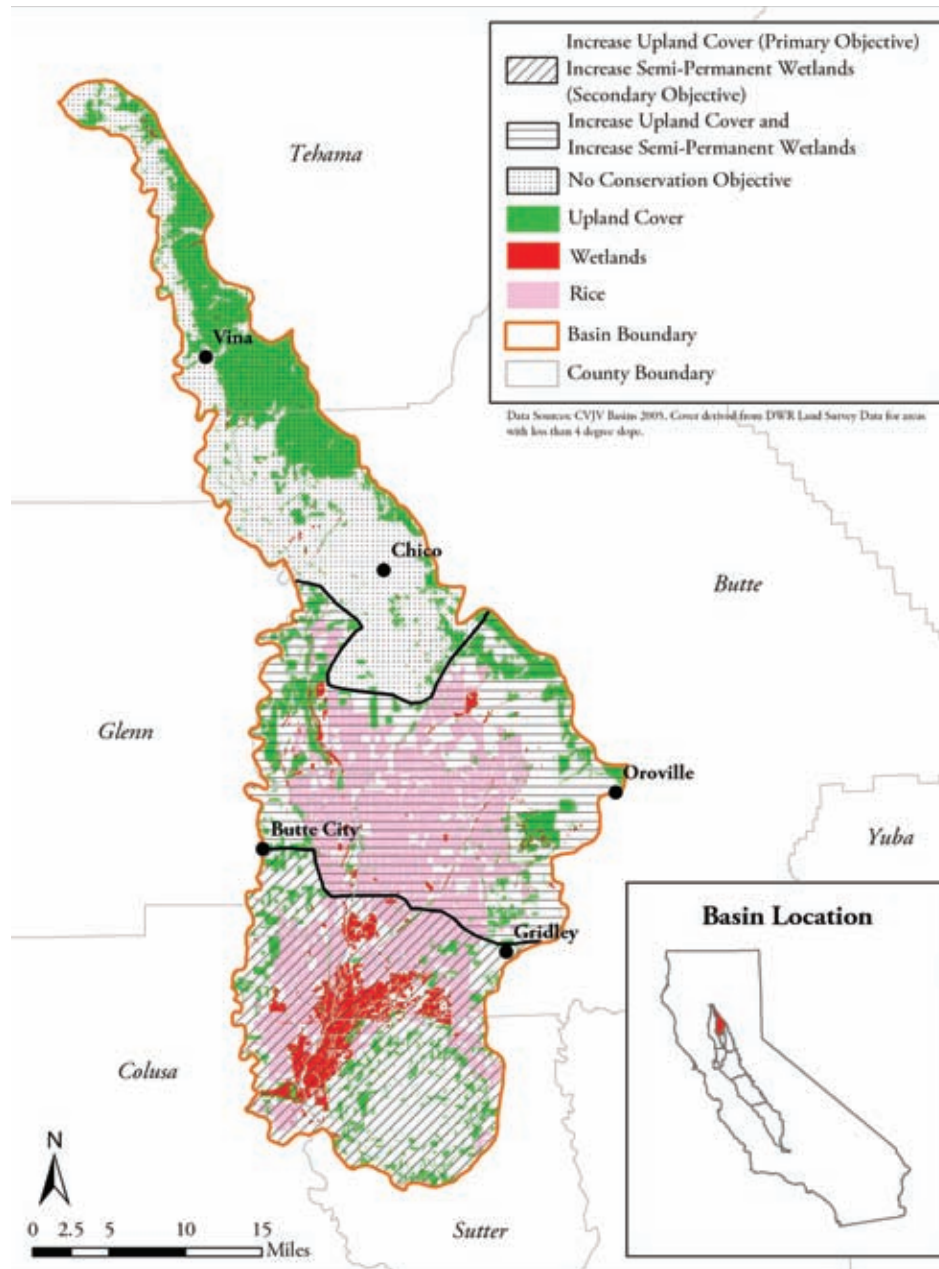 Increase Upland Cover (Primary Objective)
Increase Semi-Permanent Wetlands
(Secondary Objective)
Increase Upland Cover and
Increase Semi-Permanent Wetlands
No Conservation Objective
Upland Cover
Wetlands
Rice
Basin Boundary
County Boundary
Data Sources: CVJV Basins 2005, Cover derived from DWR Land Survey Data for areas
with less than 4 degree slope.
Tehama
Vina
Chico
Butte
Glenn
Oroville
Butte City
Yuba
Gridley
Basin Location
Colusa
N
Sutter
0 2.5 5 10 15
Miles